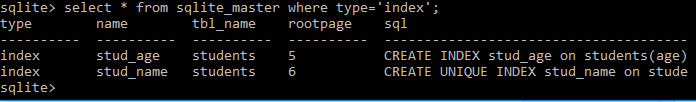 sqlite> select * from sqlite_master where type='index';
type        name        tbl_name    rootpage    sql
----------  ----------  ----------  ----------  --------------------------------------
index       stud_age    students    5           CREATE INDEX stud_age on students(age)
index       stud_name   students    6           CREATE UNIQUE INDEX stud_name on stude
sqlite>